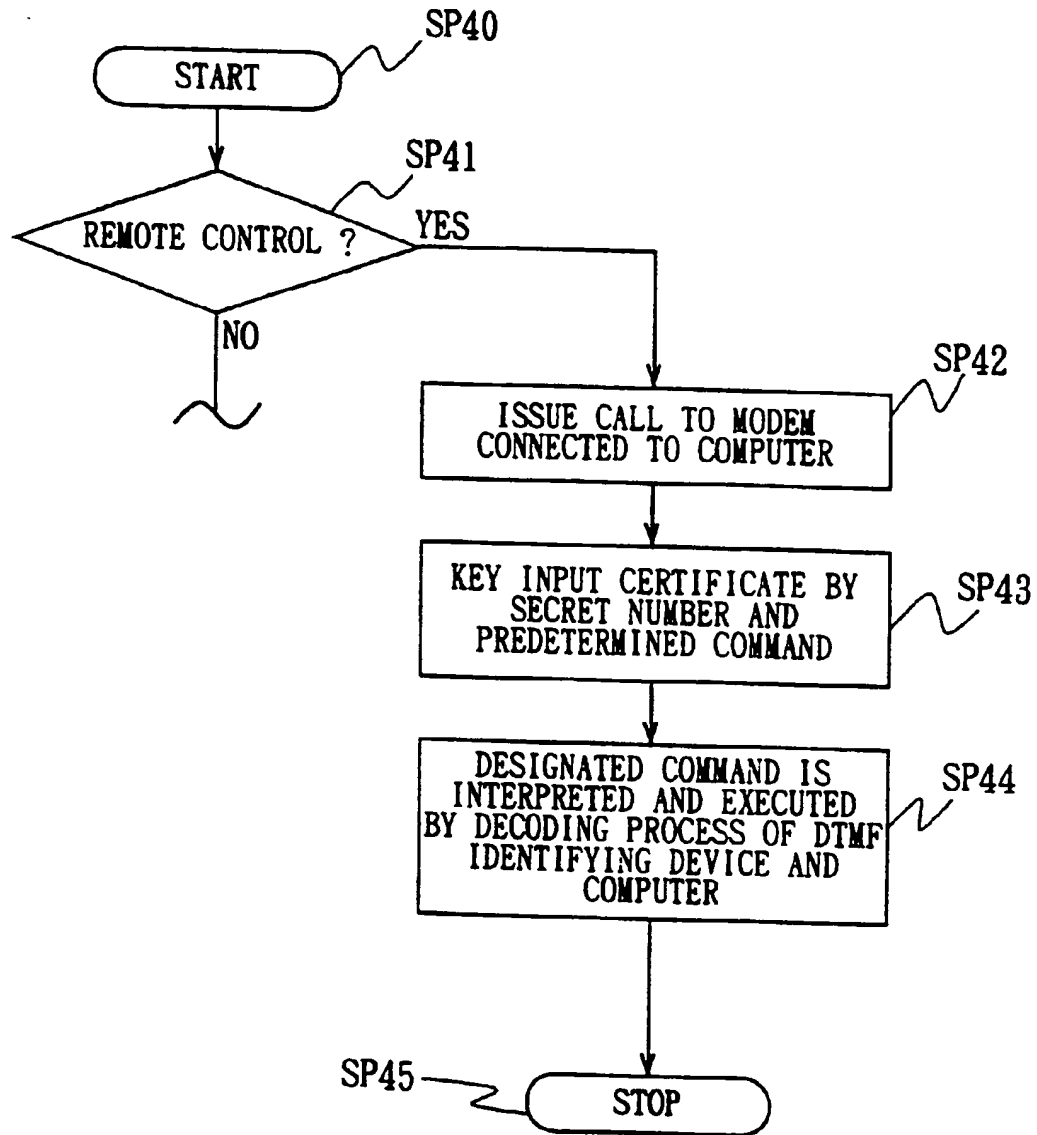 SP40
START
SP41
REMOTE CONTROL ?
YES
NO
SP42
ISSUE CALL TO MODEM
CONNECTED TO COMPUTER
KEY INPUT CERTIFICATE BY
SECRET NUMBER AND
PREDETERMINED COMMAND
SP43
DESIGNATED COMMAND IS
INTERPRETED AND EXECUTED
BY DECODING PROCESS OF DTMF
IDENTIFYING DEVICE AND
COMPUTER
SP44
SP45
STOP